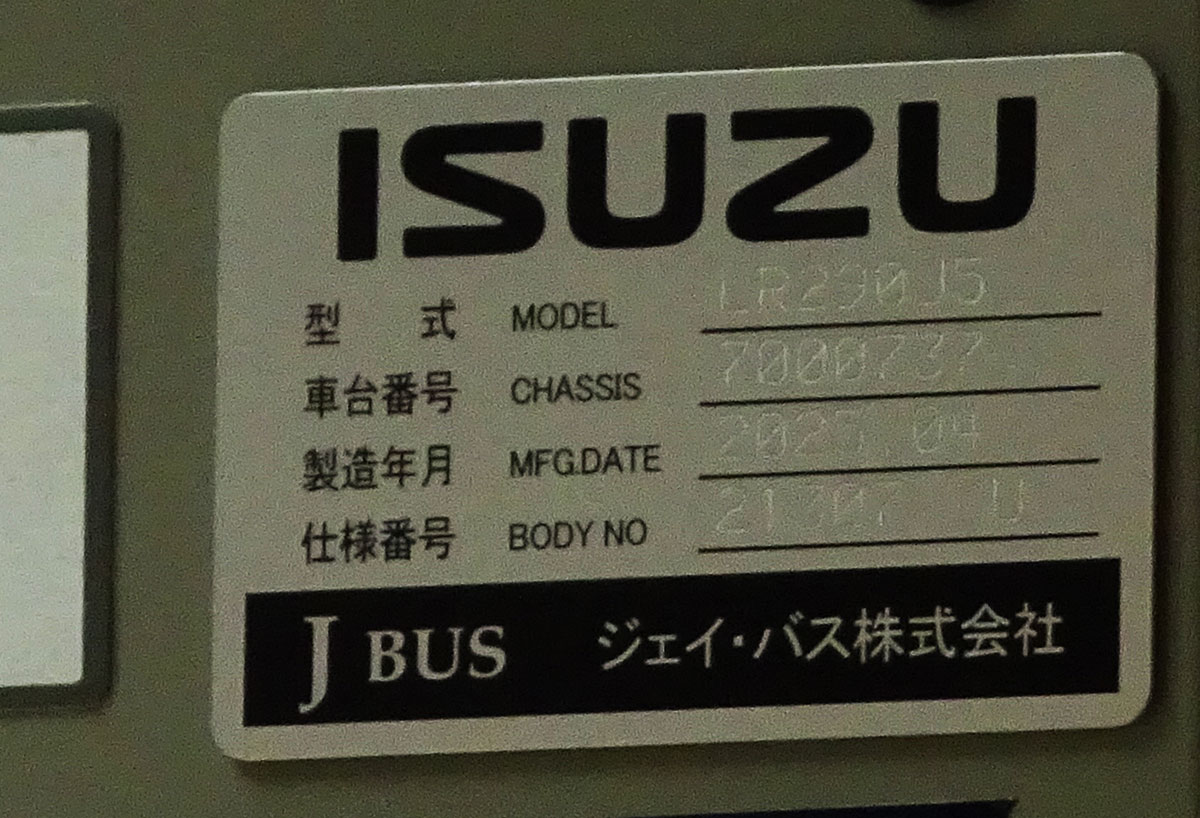 ISUZU
型 式 MODEL LR290J5
車台番号 CHASSIS 7000737
製造年月 MFG.DATE
仕様番号 BODY NO
J BUS ジェイ・バス株式会社